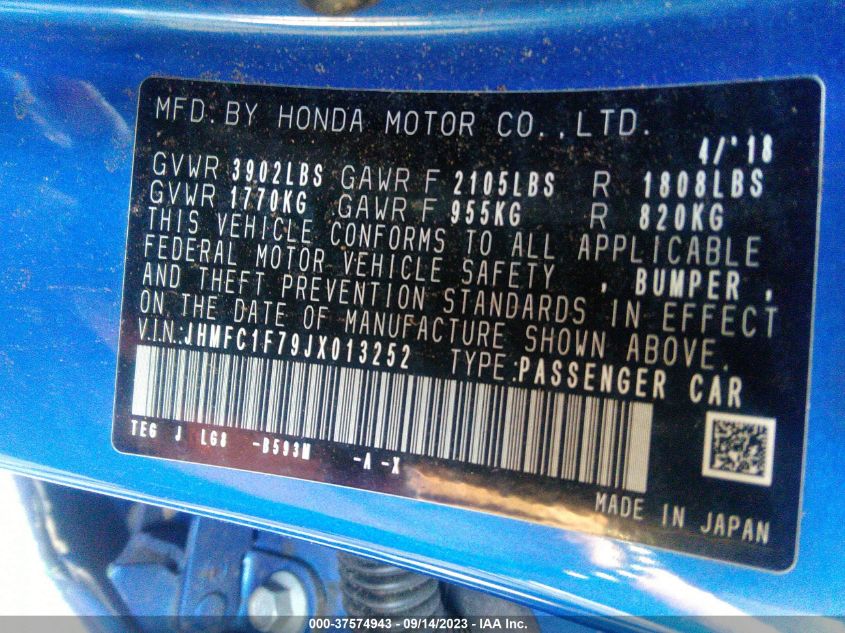 MFD. BY HONDA MOTOR CO., LTD.
4/'18
GVWR 3902LBS GAWR F 2105LBS R 1808LBS
GVWR 1770KG GAWR F 955KG R 820KG
THIS VEHICLE CONFORMS TO ALL APPLICABLE
FEDERAL MOTOR VEHICLE SAFETY , BUMPER ,
AND THEFT PREVENTION STANDARDS IN EFFECT
ON THE DATE OF MANUFACTURE SHOWN ABOVE.
V.I.N:JHMFC1F79JX013252 TYPE:PASSENGER CAR
TEG J LG8 -B593M -A -X
MADE IN JAPAN
000-37574943 - 09/14/2023 - IAA Inc.